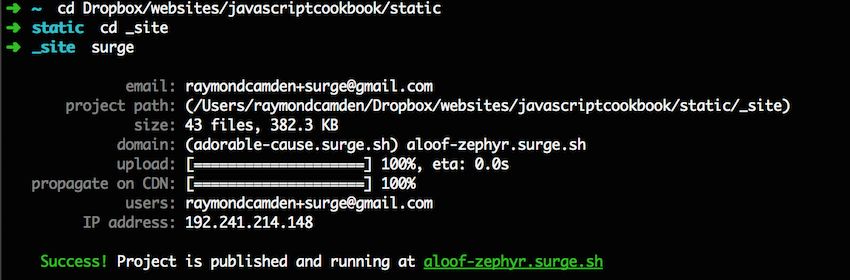 ➜ ~ cd Dropbox/websites/javascriptcookbook/static
➜ static cd _site
➜ _site surge
email: raymondcamden+surge@gmail.com
project path: (/Users/raymondcamden/Dropbox/websites/javascriptcookbook/static/_site)
size: 43 files, 382.3 KB
domain: (adorable-cause.surge.sh) aloof-zephyr.surge.sh
upload: [====================] 100%, eta: 0.0s
propagate on CDN: [====================] 100%
users: raymondcamden+surge@gmail.com
IP address: 192.241.214.148
Success! Project is published and running at aloof-zephyr.surge.sh